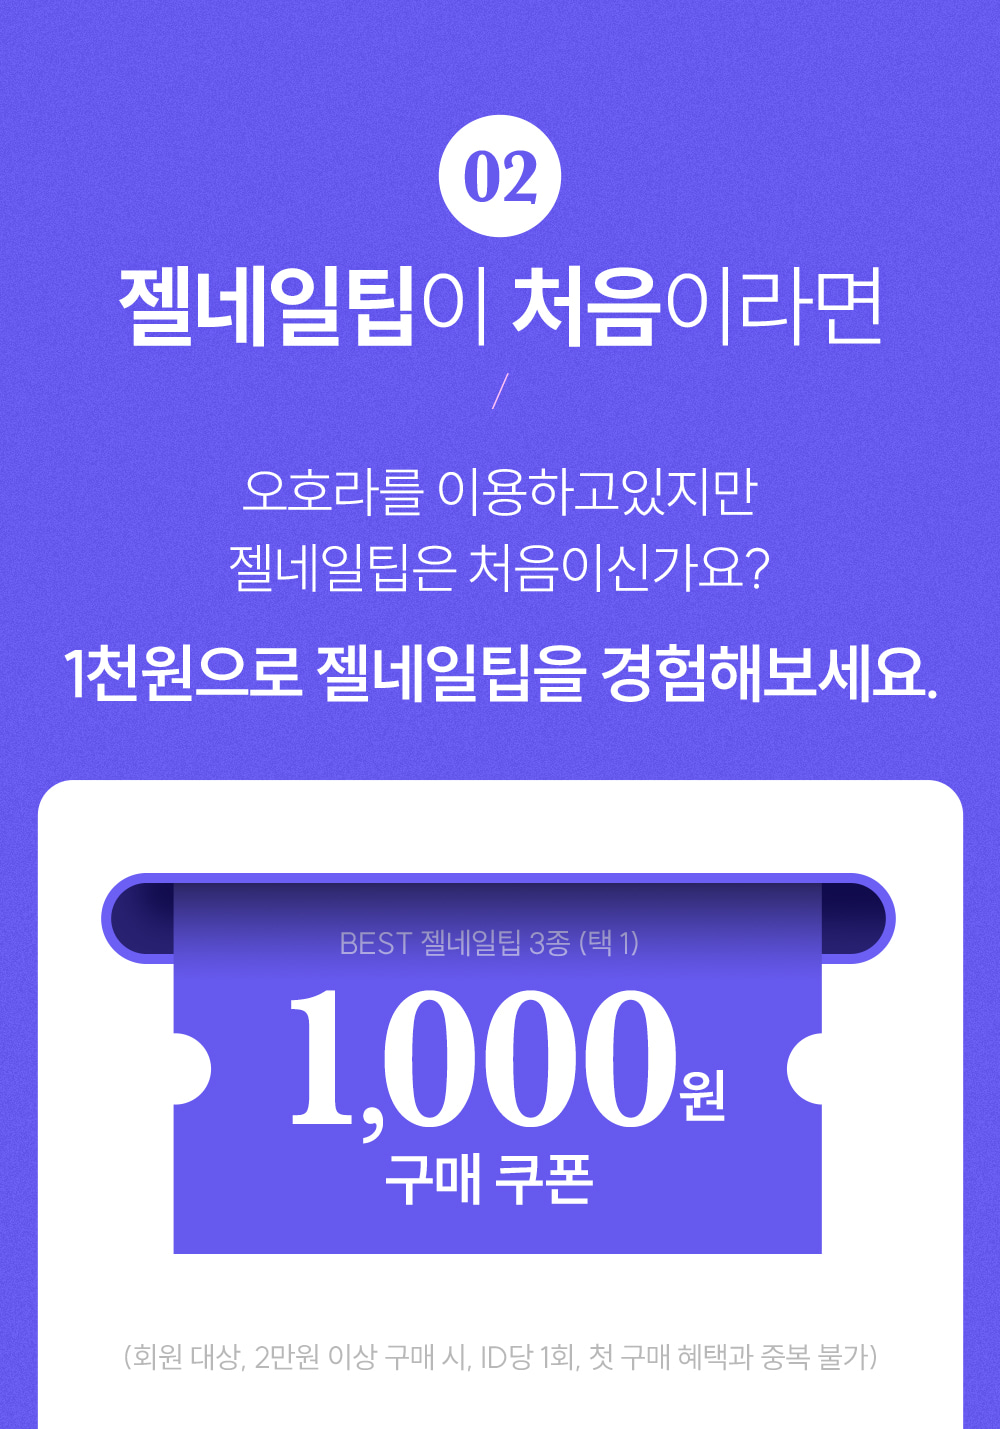 02
젤네일팁이 처음이라면
/
오호라를 이용하고있지만
젤네일팁은 처음이신가요?
1천원으로 젤네일팁을 경험해보세요.
BEST 젤네일팁 3종 (택 1)
1,000원
구매 쿠폰
(회원 대상, 2만원 이상 구매 시, ID당 1회, 첫 구매 혜택과 중복 불가)